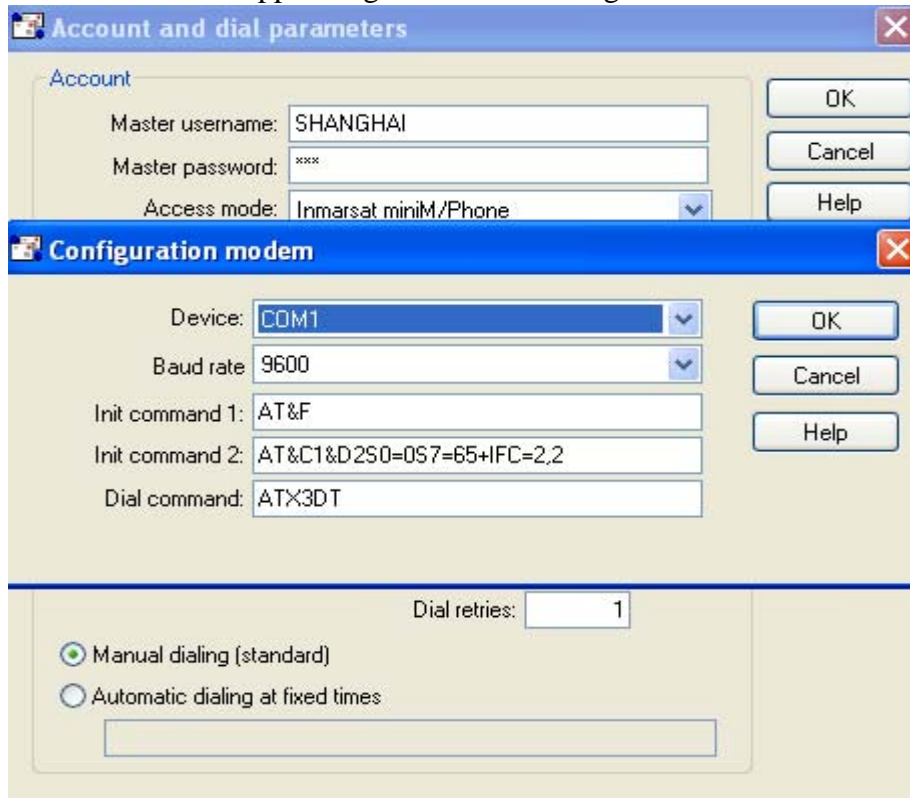 Account and dial parameters
Account
OK
Master username: SHANGHAI
Cancel
Master password: ***
Help
Access mode: Inmarsat miniM/Phone
Configuration modem
Device: COM1
OK
Baud rate 9600
Cancel
Init command 1: AT&F
Help
Init command 2: AT&C1&D2S0=0S7=65+IFC=2,2
Dial command: ATX3DT
Dial retries: 1
Manual dialing (standard)
Automatic dialing at fixed times